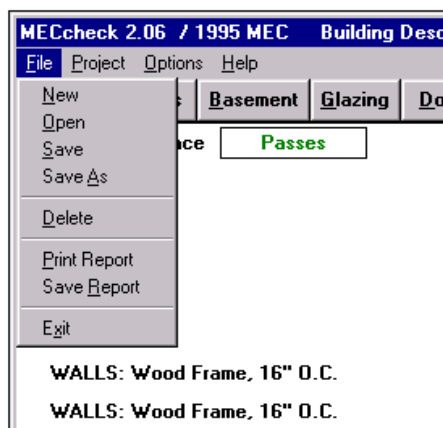 MECcheck 2.06 / 1995 MEC Building Desc
File Project Options Help
Basement Glazing Do
Passes
New
Open
Save
Save As
Delete
Print Report
Save Report
Exit
WALLS: Wood Frame, 16" O.C.
WALLS: Wood Frame, 16" O.C.